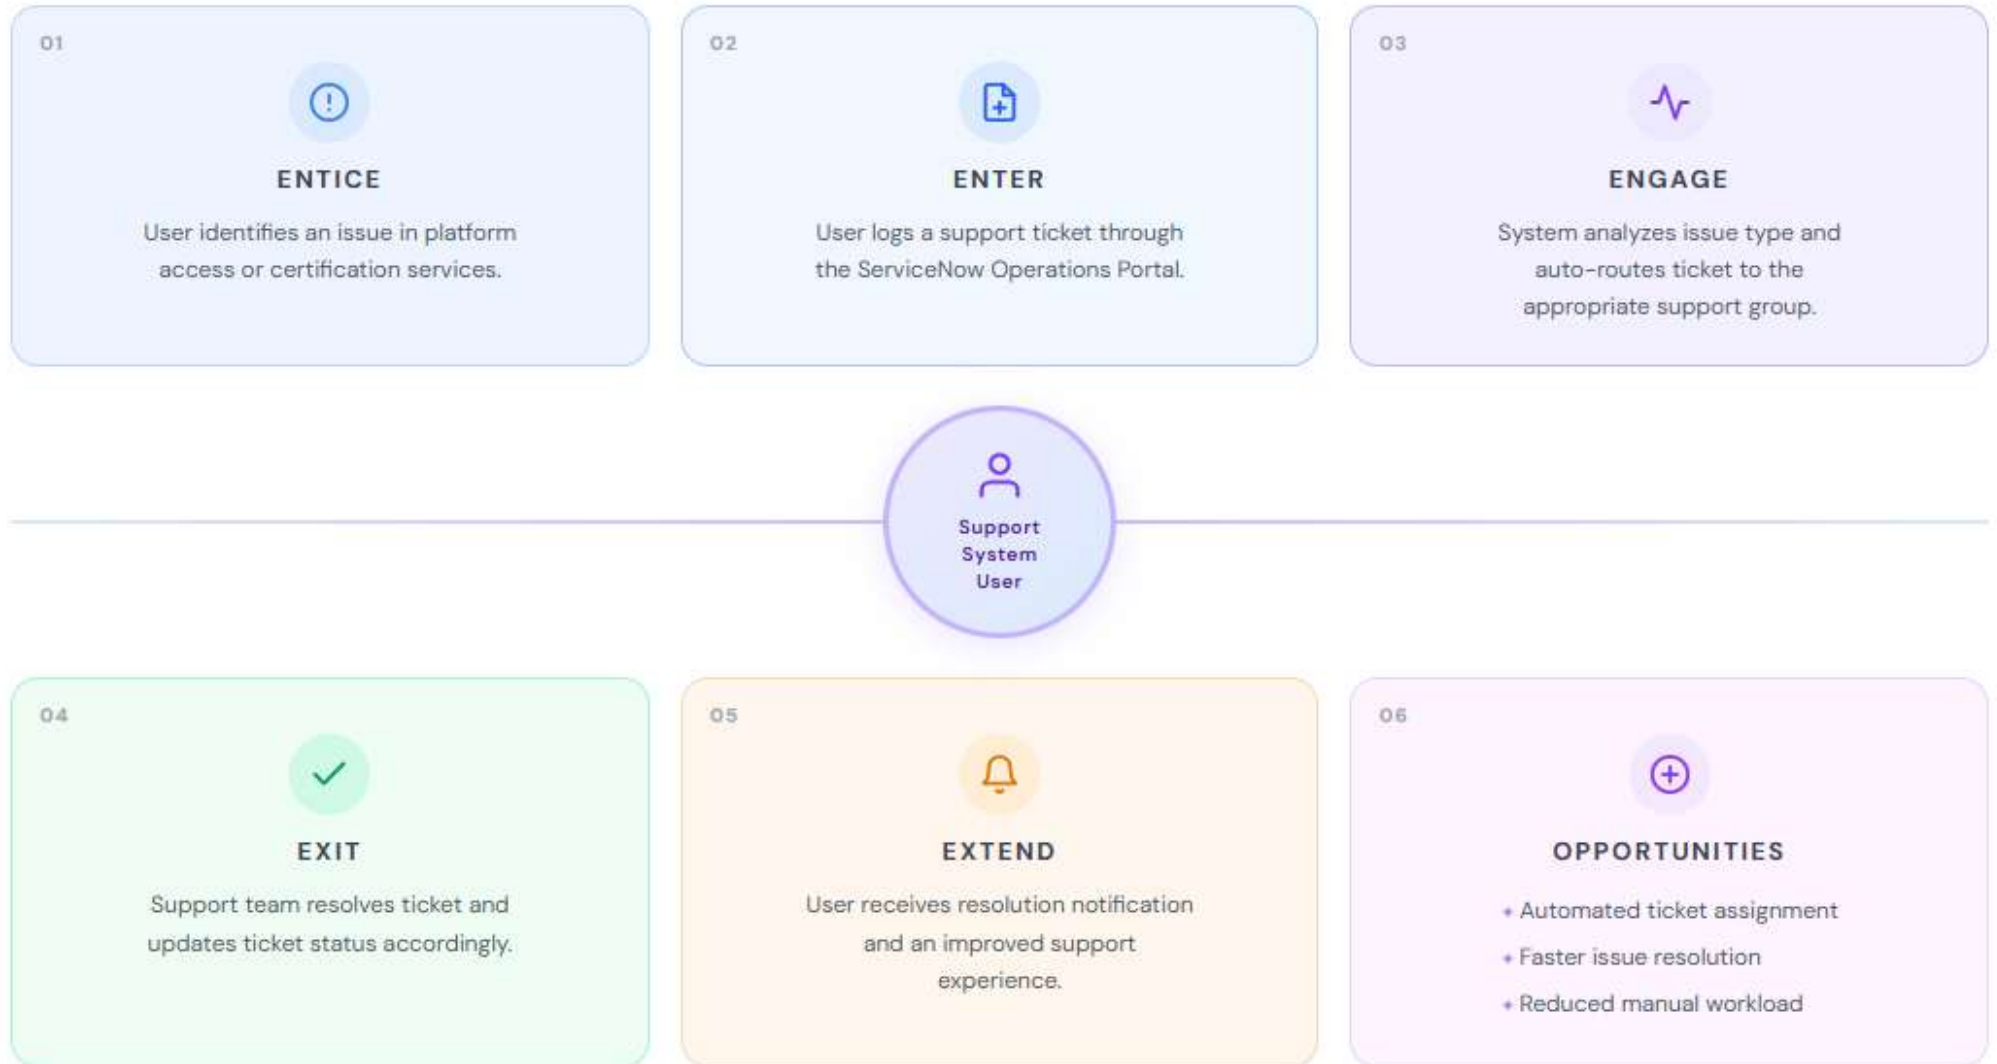 01
ENTICE
User identifies an issue in platform
access or certification services.
02
ENTER
User logs a support ticket through
the ServiceNow Operations Portal.
03
ENGAGE
System analyzes issue type and
auto-routes ticket to the
appropriate support group.
Support
System
User
04
EXIT
Support team resolves ticket and
updates ticket status accordingly.
05
EXTEND
User receives resolution notification
and an improved support
experience.
06
OPPORTUNITIES
Automated ticket assignment
Faster issue resolution
Reduced manual workload